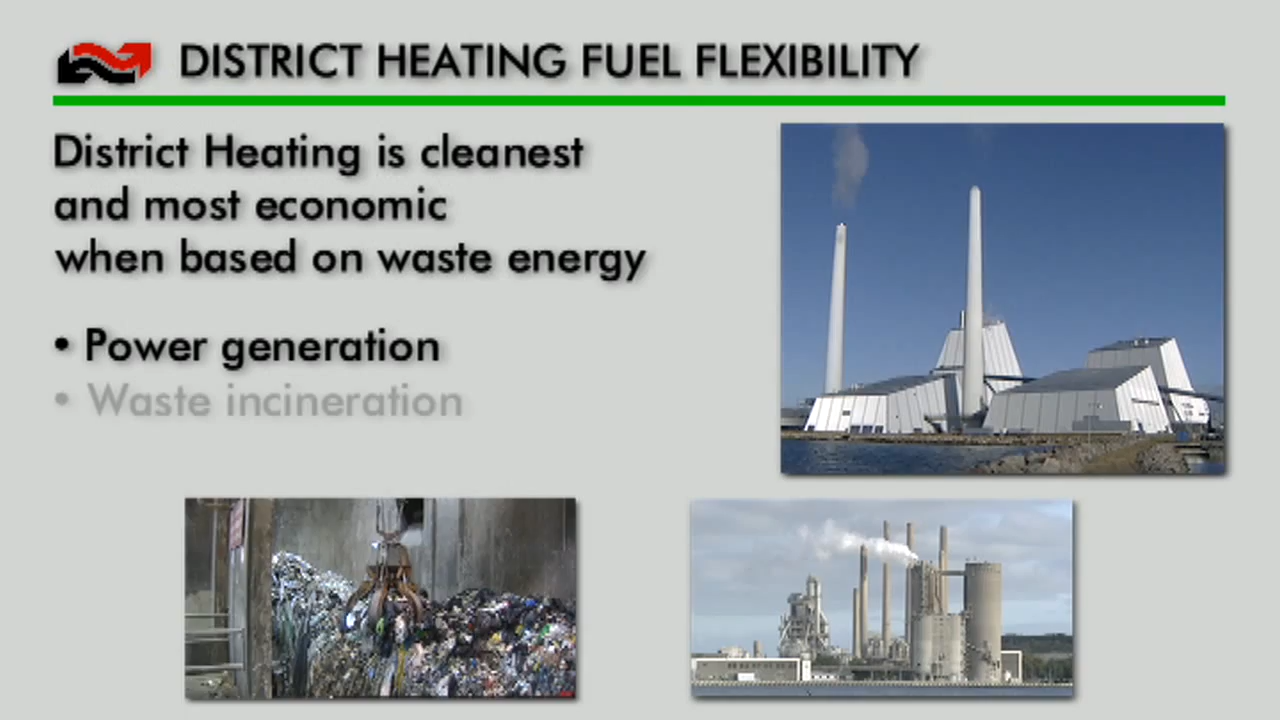 DISTRICT HEATING FUEL FLEXIBILITY
District Heating is cleanest
and most economic
when based on waste energy
• Power generation
• Waste incineration